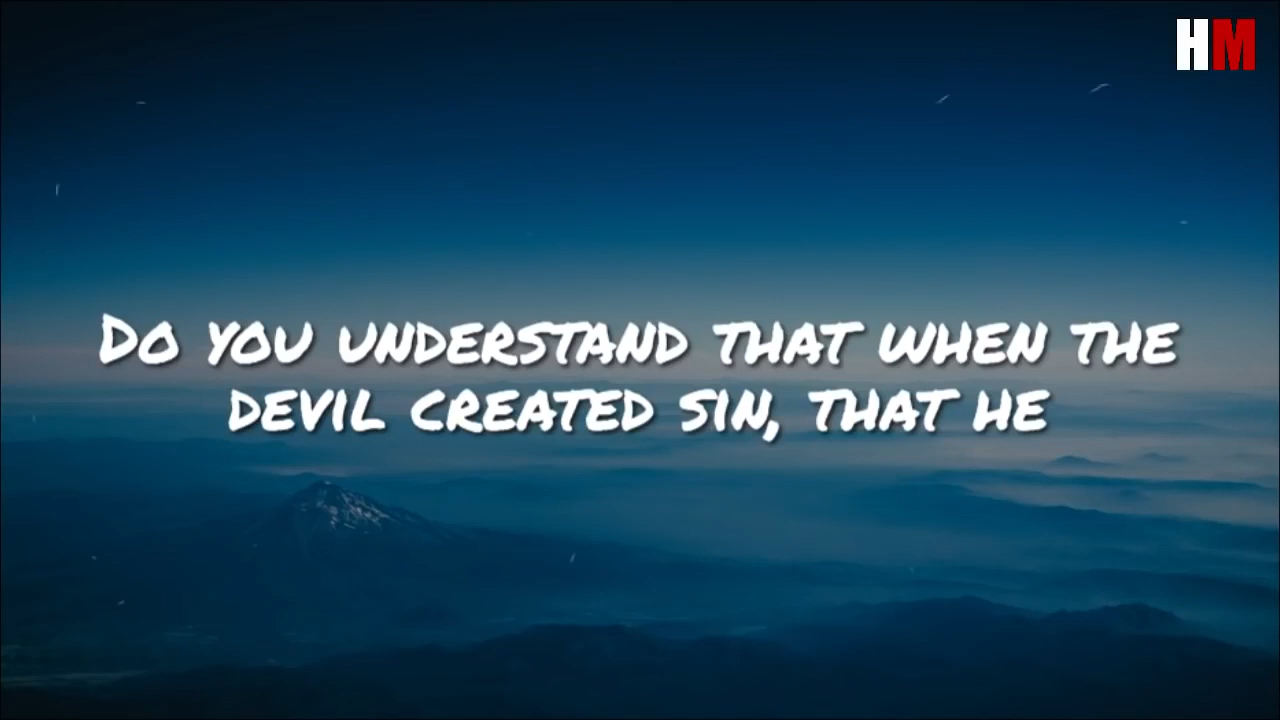 HM
Do you understand that when the
devil created sin, that he